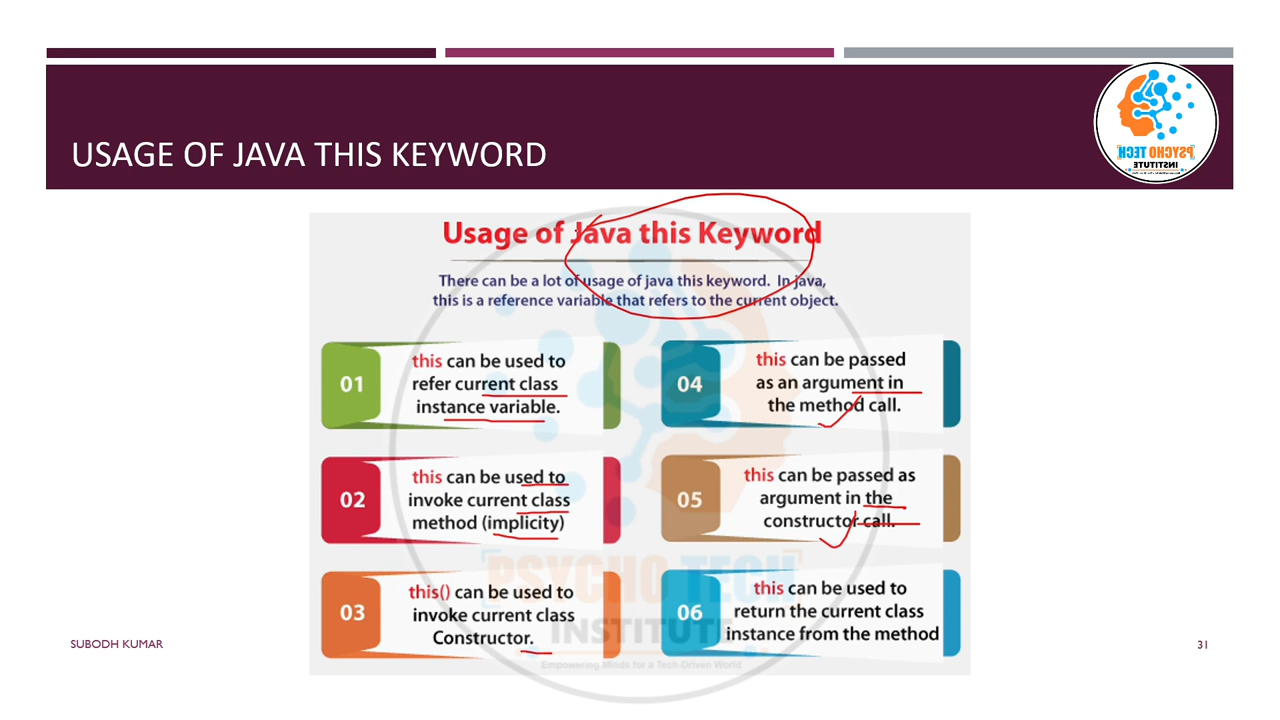 USAGE OF JAVA THIS KEYWORD
PSYCHO TECH
INSTITUTE
Usage of Java this Keyword
There can be a lot of usage of java this keyword. In java,
this is a reference variable that refers to the current object.
01
this can be used to
refer current class
instance variable.
02
this can be used to
invoke current class
method (implicity)
03
this() can be used to
invoke current class
Constructor.
04
this can be passed
as an argument in
the method call.
05
this can be passed as
argument in the
constructor call.
06
this can be used to
return the current class
instance from the method
PSYCHO TECH
INSTITUTE
Empowering Minds for a Tech-Driven World
SUBODH KUMAR
31